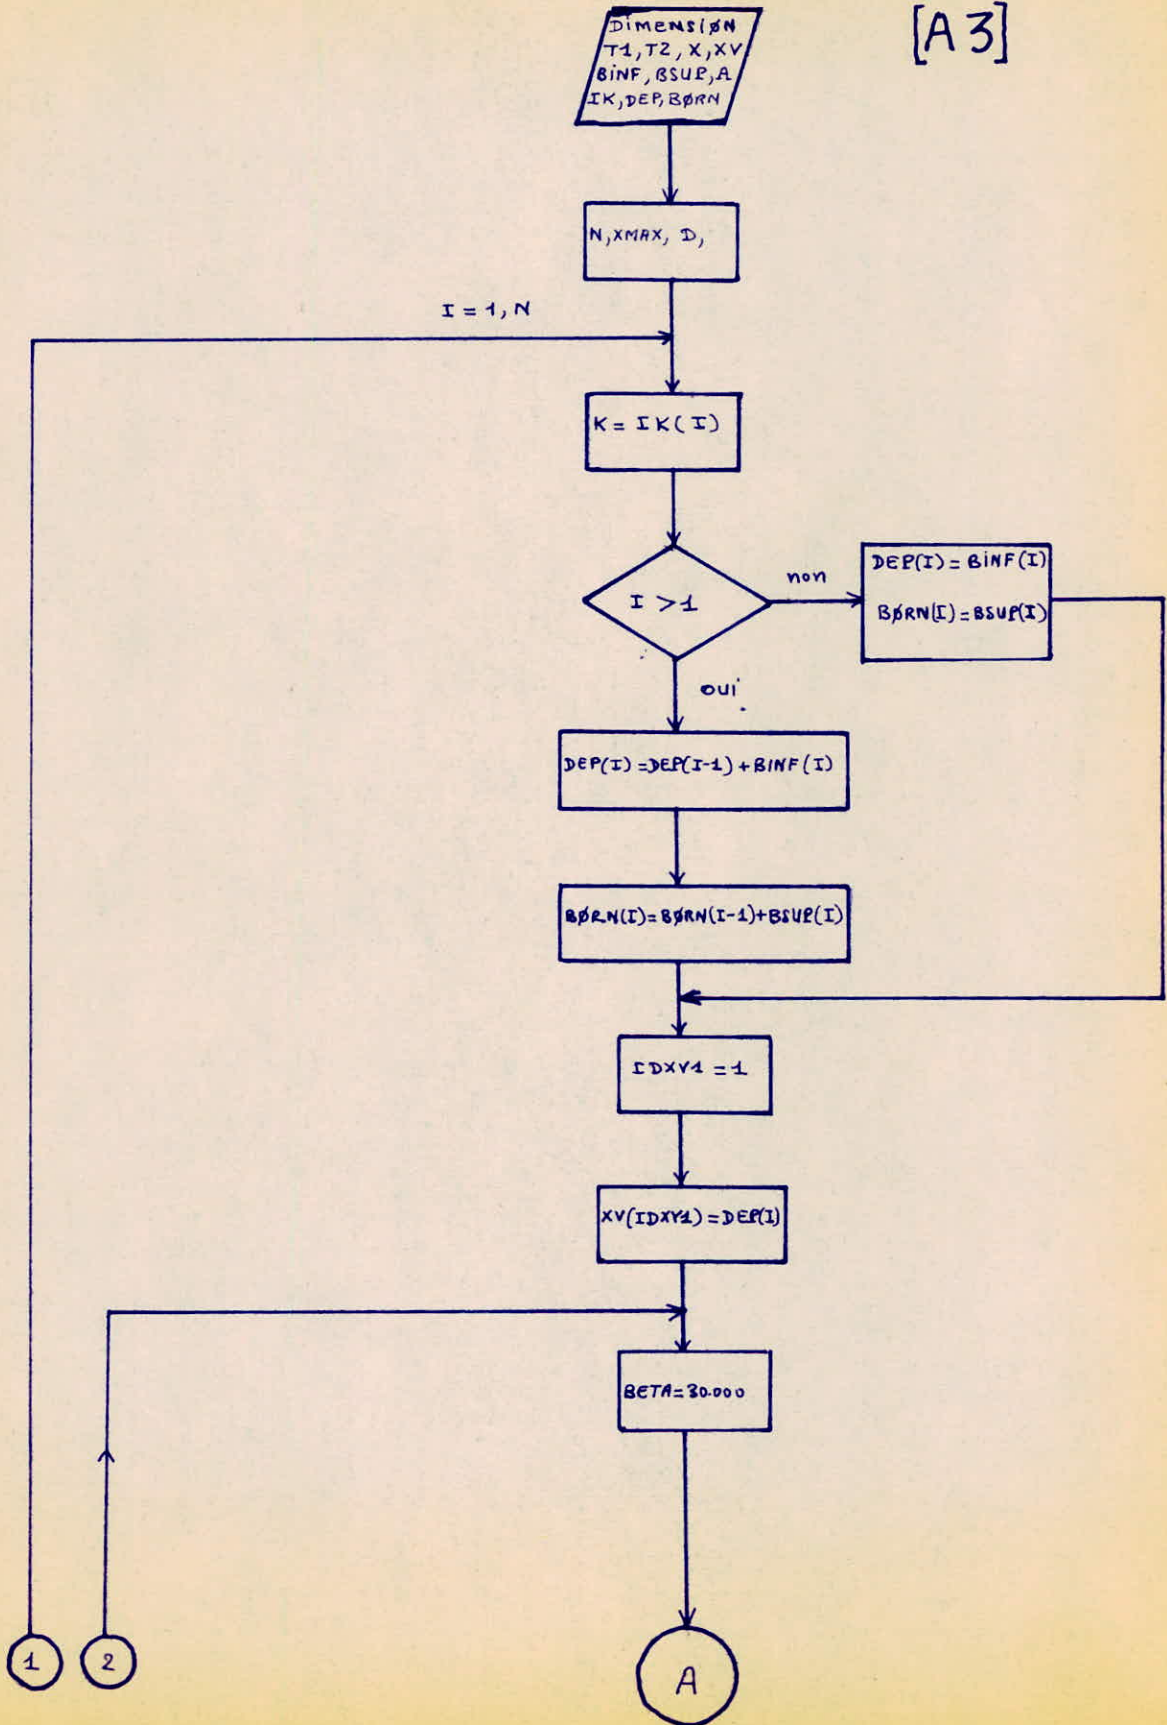 [A3]
DIMENSIØN
T1, T2, X, XV
BINF, BSUP, A
IK, DEP, BØRN
N, XMAX, D,
I = 1, N
K = IK(I)
I > 1
non
DEP(I) = BINF(I)
BØRN(I) = BSUP(I)
oui
DEP(I) = DEP(I-1) + BINF(I)
BØRN(I) = BØRN(I-1) + BSUP(I)
IDXV1 = 1
XV(IDXV1) = DEP(I)
BETA = 30.000
1
2
A